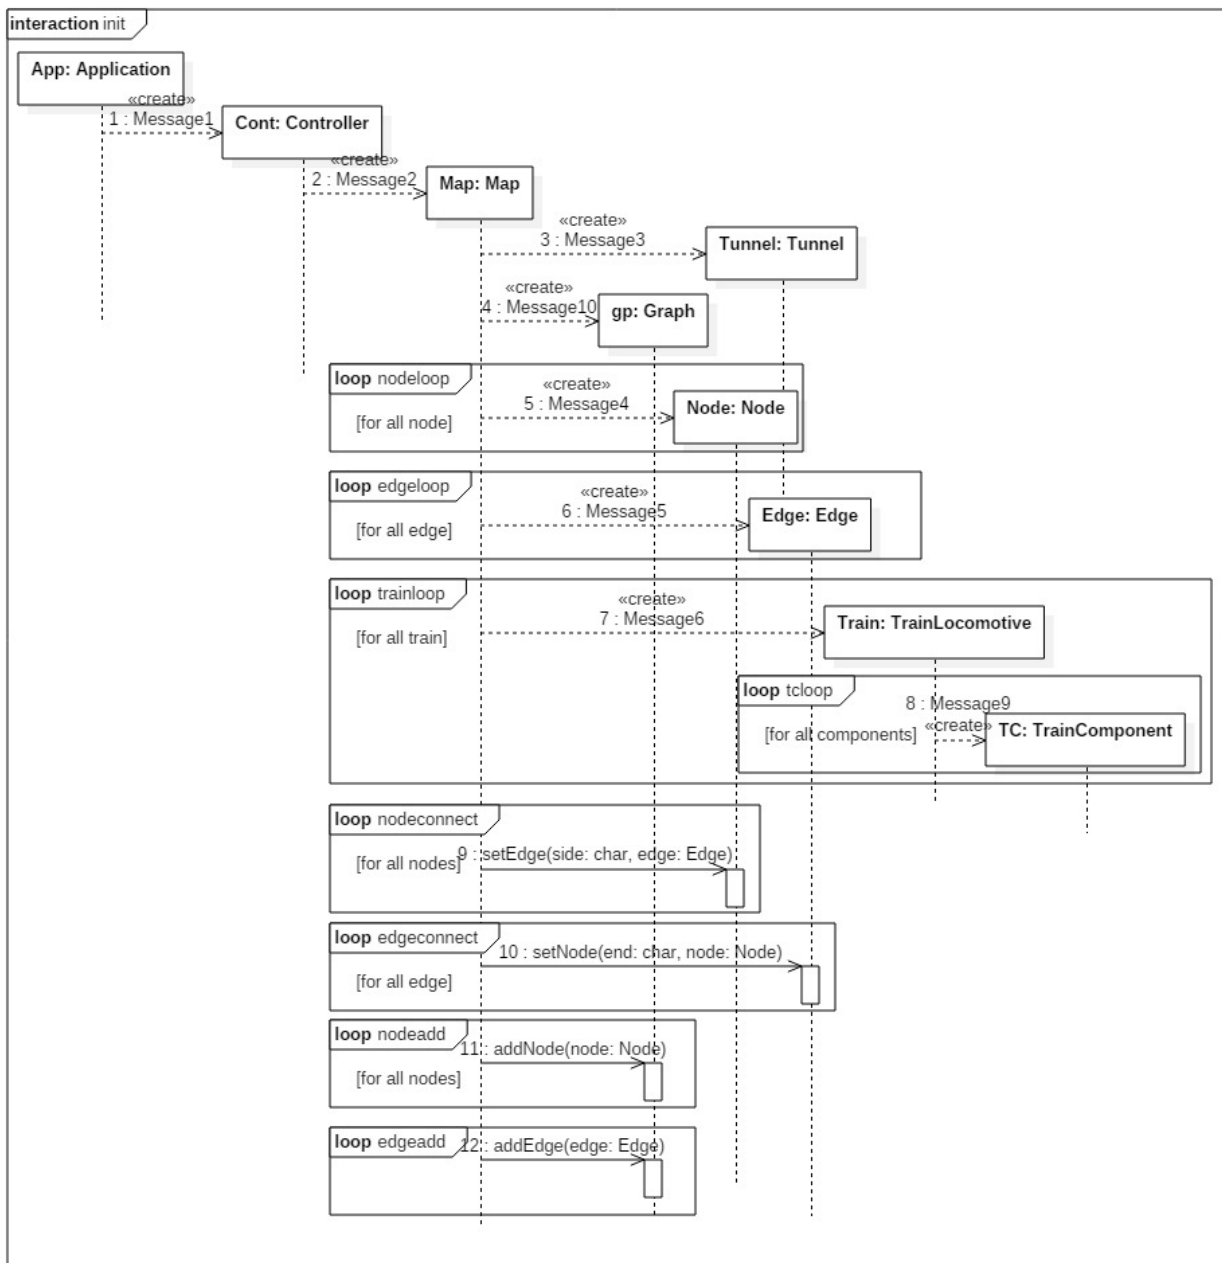 interaction init
App: Application
«create»
1 : Message1
Cont: Controller
«create»
2 : Message2
Map: Map
«create»
3 : Message3
Tunnel: Tunnel
«create»
4 : Message10
gp: Graph
loop nodeloop
[for all node]
«create»
5 : Message4
Node: Node
loop edgeloop
[for all edge]
«create»
6 : Message5
Edge: Edge
loop trainloop
[for all train]
«create»
7 : Message6
Train: TrainLocomotive
loop tcloop
[for all components]
8 : Message9
«create»
TC: TrainComponent
loop nodeconnect
[for all nodes]
9 : setEdge(side: char, edge: Edge)
loop edgeconnect
[for all edge]
10 : setNode(end: char, node: Node)
loop nodeadd
[for all nodes]
11 : addNode(node: Node)
loop edgeadd
12 : addEdge(edge: Edge)